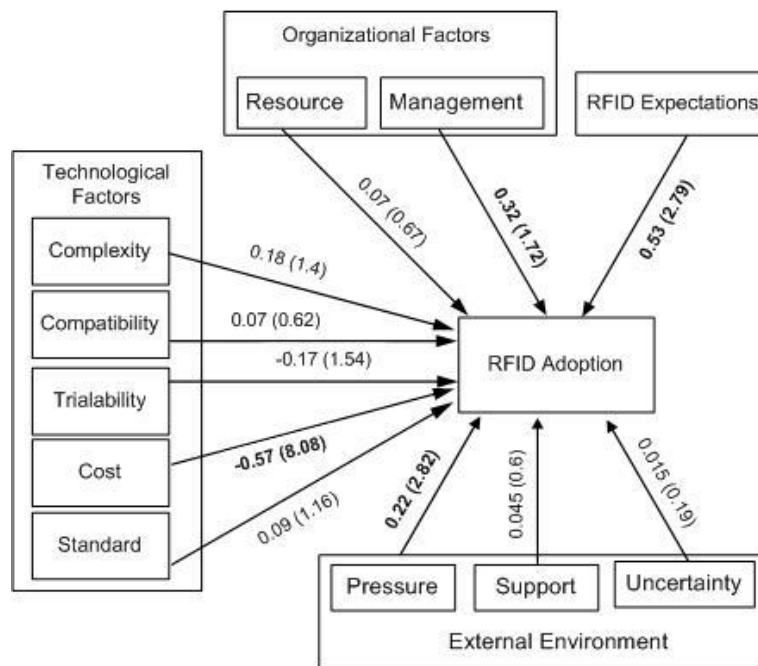 Organizational Factors
Resource
Management
RFID Expectations
Technological
Factors
Complexity
Compatibility
Trialability
Cost
Standard
0.07 (0.67)
0.32 (1.72)
0.53 (2.79)
0.18 (1.4)
0.07 (0.62)
-0.17 (1.54)
-0.57 (8.08)
0.09 (1.16)
RFID Adoption
0.22 (2.82)
0.045 (0.6)
0.015 (0.19)
Pressure
Support
Uncertainty
External Environment